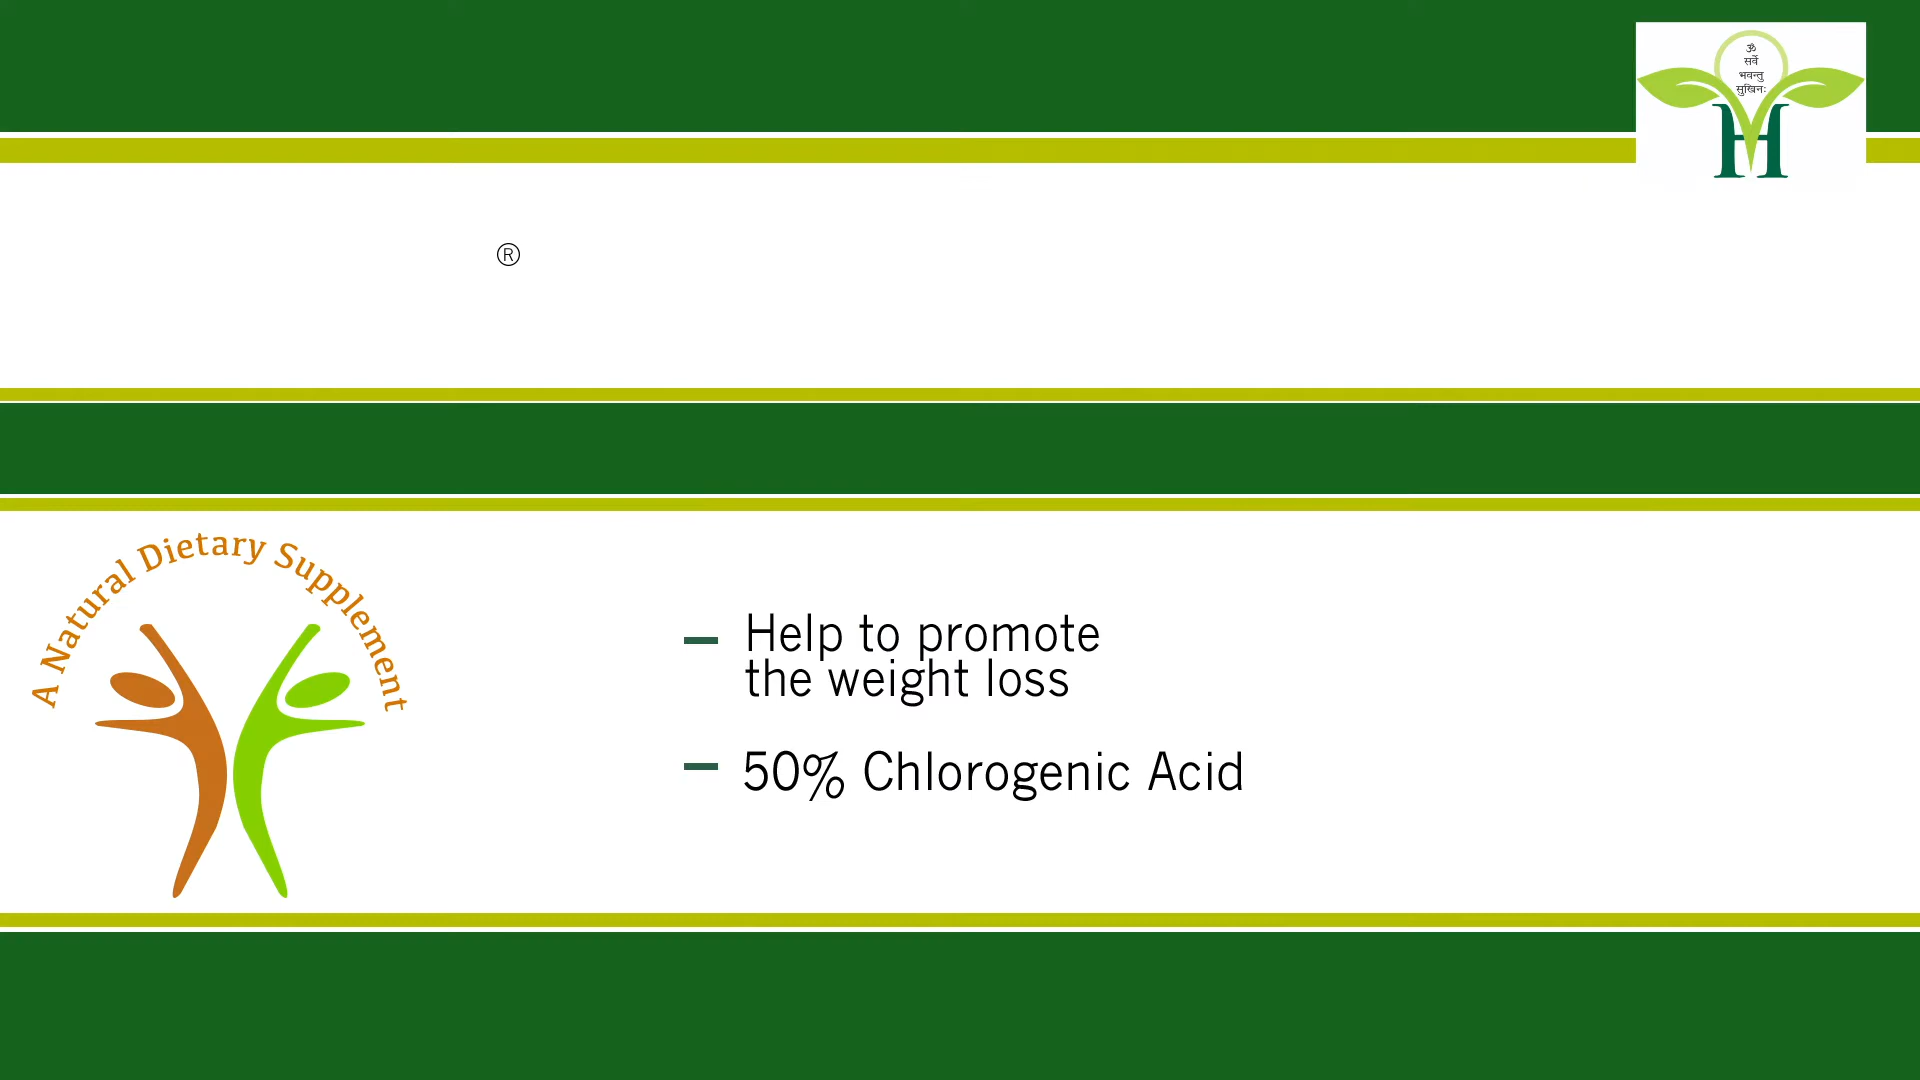 ॐ
सर्वे
भवन्तु
सुखिनः
H
®
A Natural Dietary Supplement
Help to promote
the weight loss
50% Chlorogenic Acid